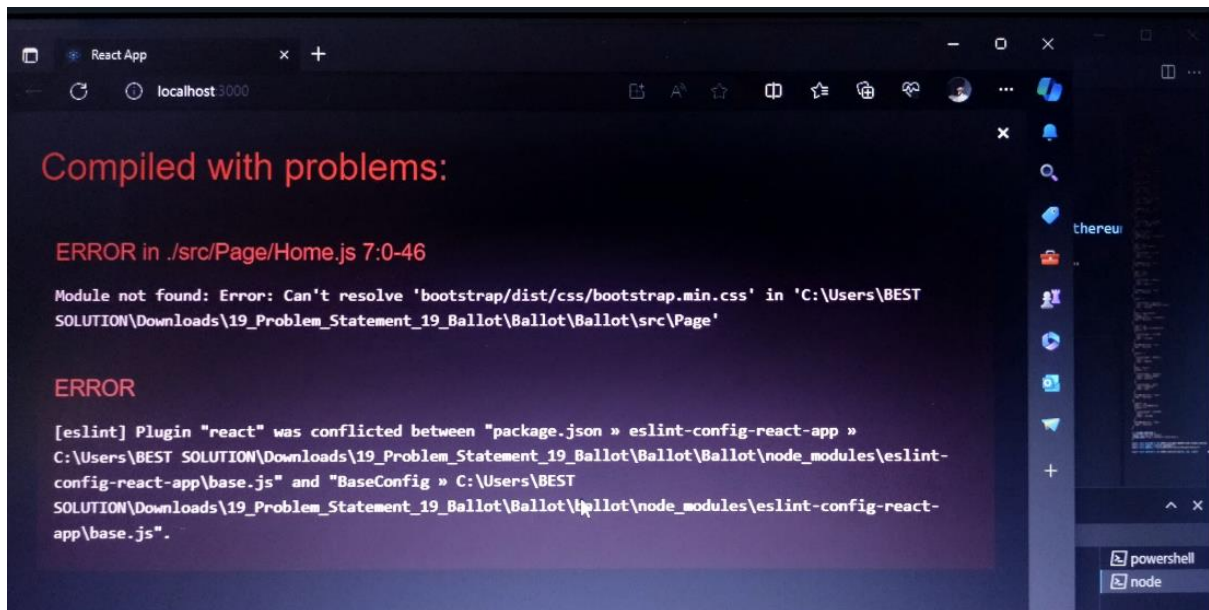 React App
localhost:3000
Compiled with problems:
ERROR in ./src/Page/Home.js 7:0-46
Module not found: Error: Can't resolve 'bootstrap/dist/css/bootstrap.min.css' in 'C:\Users\BEST
SOLUTION\Downloads\19_Problem_Statement_19_Ballot\Ballot\Ballot\src\Page'
ERROR
[eslint] Plugin "react" was conflicted between "package.json » eslint-config-react-app »
C:\Users\BEST SOLUTION\Downloads\19_Problem_Statement_19_Ballot\Ballot\Ballot\node_modules\eslint-
config-react-app\base.js" and "BaseConfig » C:\Users\BEST
SOLUTION\Downloads\19_Problem_Statement_19_Ballot\Ballot\ballot\node_modules\eslint-config-react-
app\base.js".
thereu
powershell
node